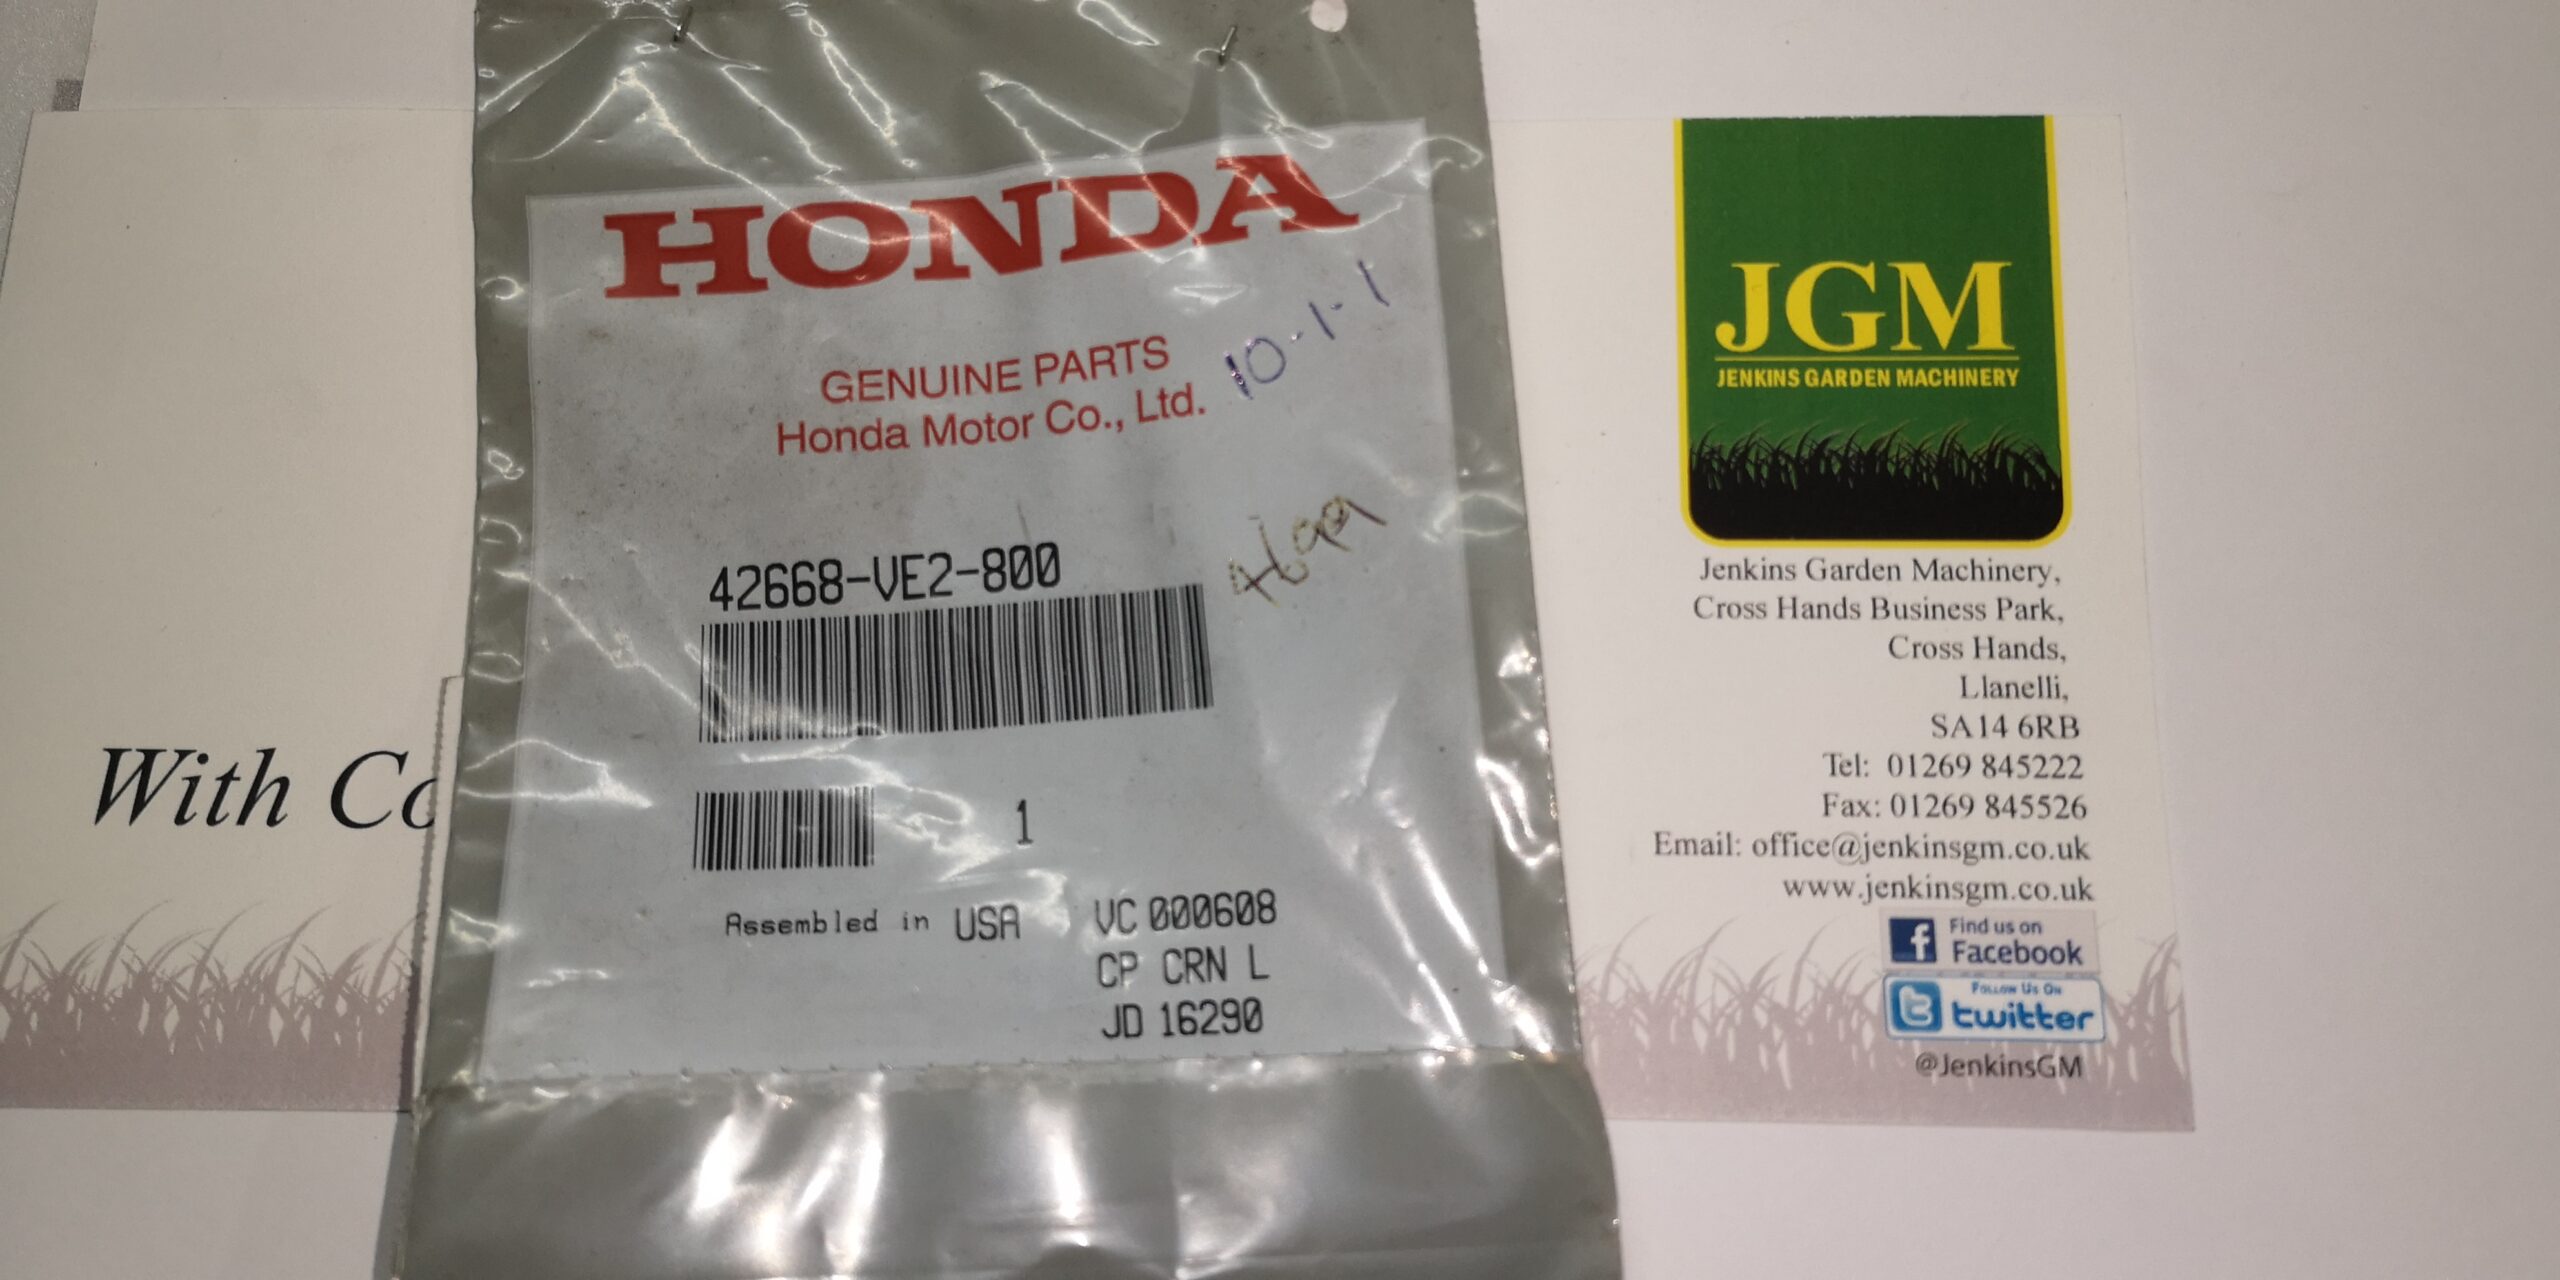 With Co
HONDA
GENUINE PARTS
Honda Motor Co., Ltd.
10-1-1
42668-VE2-800
1
Assembled in USA
VC 000608
CP CRN L
JD 16290
JGM
JENKINS GARDEN MACHINERY
Jenkins Garden Machinery,
Cross Hands Business Park,
Cross Hands,
Llanelli,
SA14 6RB
Tel: 01269 845222
Fax: 01269 845526
Email: office@jenkinsgm.co.uk
www.jenkinsgm.co.uk
Find us on
Facebook
Follow Us On
twitter
@JenkinsGM